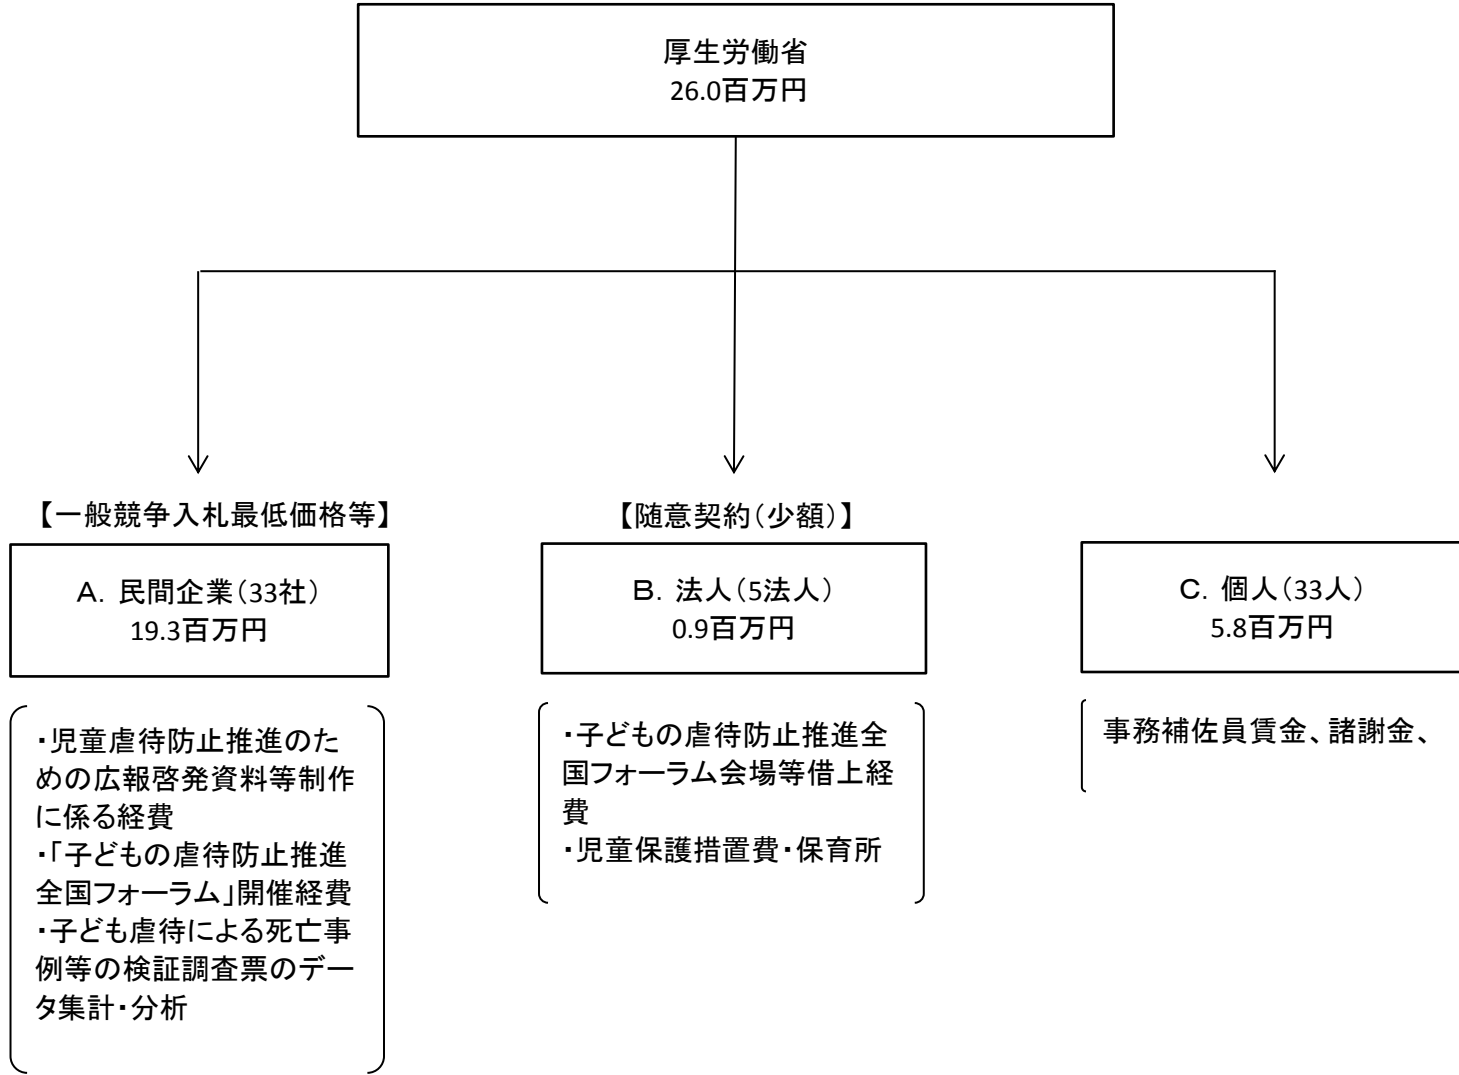 厚生労働省
26.0百万円
【一般競争入札最低価格等】
A．民間企業（33社）
19.3百万円
・児童虐待防止推進のた
めの広報啓発資料等制作
に係る経費
・「子どもの虐待防止推進
全国フォーラム」開催経費
・子ども虐待による死亡事
例等の検証調査票のデー
タ集計・分析
【随意契約（少額）】
B．法人（5法人）
0.9百万円
・子どもの虐待防止推進全
国フォーラム会場等借上経
費
・児童保護措置費・保育所
C．個人（33人）
5.8百万円
事務補佐員賃金、諸謝金、